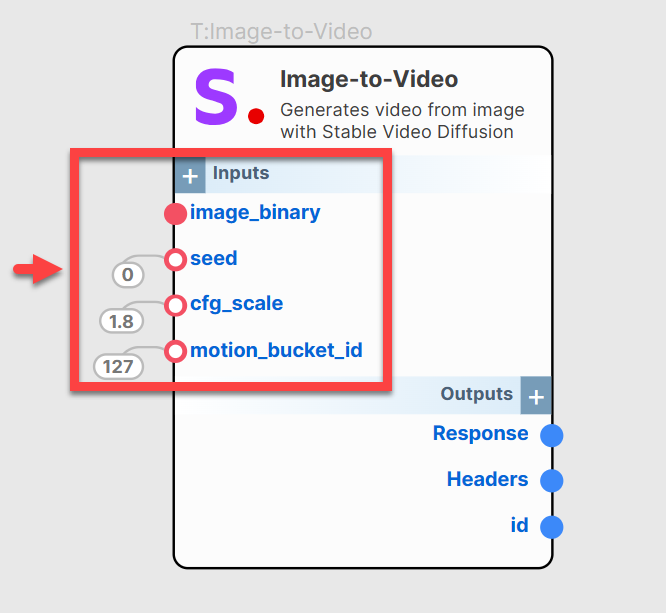 T:Image-to-Video
S.
Image-to-Video
Generates video from image
with Stable Video Diffusion
+ Inputs
image_binary
seed
0
cfg_scale
1.8
motion_bucket_id
127
Outputs +
Response
Headers
id